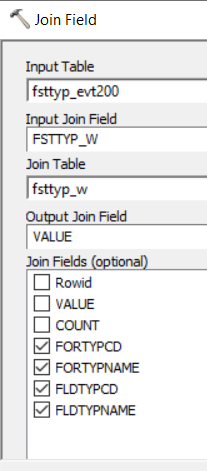 Join Field
Input Table
fsttyp_evt200
Input Join Field
FSTTYP_W
Join Table
fsttyp_w
Output Join Field
VALUE
Join Fields (optional)
Rowid
VALUE
COUNT
FORTYPCD
FORTYPNAME
FLDTYPCD
FLDTYPNAME